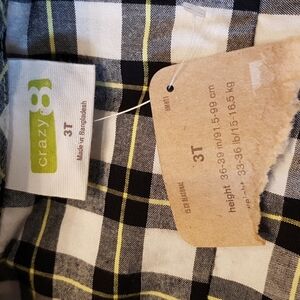 crazy 8
3T
Made in Bangladesh
3T
height 36-39 in/91.5-99 cm
weight 33-36 lb/15-16.5 kg